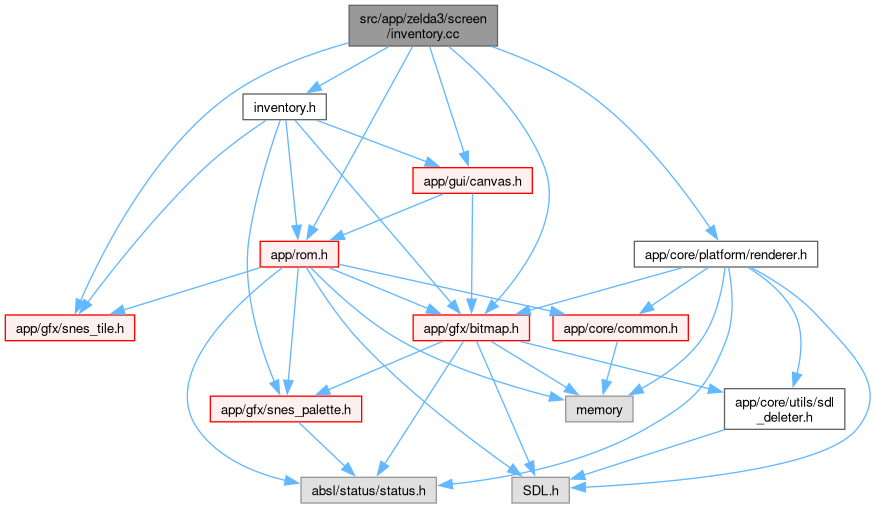 src/app/zelda3/screen
/inventory.cc
inventory.h
app/gui/canvas.h
app/rom.h
app/core/platform/renderer.h
app/gfx/snes_tile.h
app/gfx/bitmap.h
app/core/common.h
app/gfx/snes_palette.h
memory
app/core/utils/sdl
_deleter.h
absl/status/status.h
SDL.h